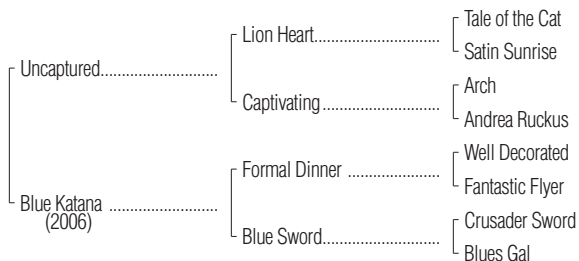 Tale of the Cat
Lion Heart
Satin Sunrise
Uncaptured
Arch
Captivating
Andrea Ruckus
Well Decorated
Formal Dinner
Fantastic Flyer
Blue Katana
(2006)
Crusader Sword
Blue Sword
Blues Gal